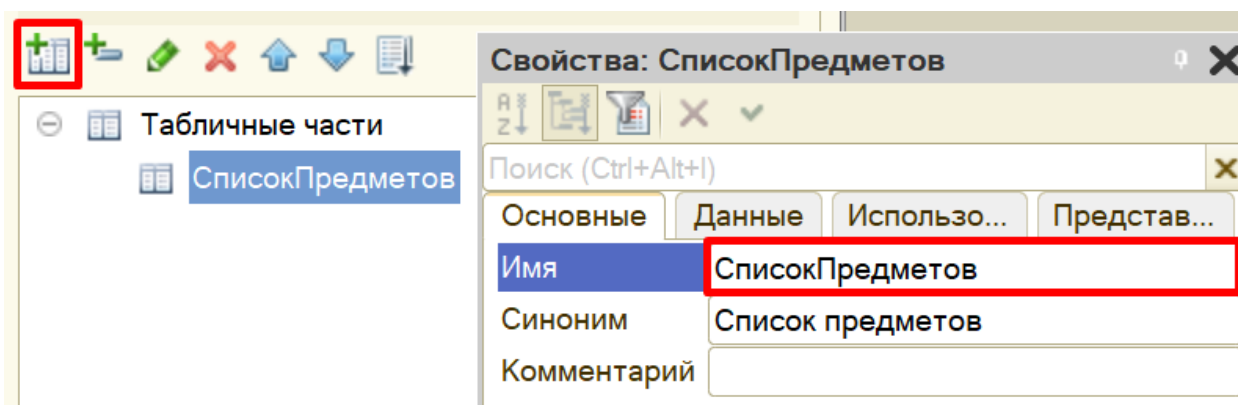 Свойства: СписокПредметов
Табличные части
СписокПредметов
Поиск (Ctrl+Alt+I)
Основные Данные Использо... Представ...
Имя СписокПредметов
Синоним Список предметов
Комментарий